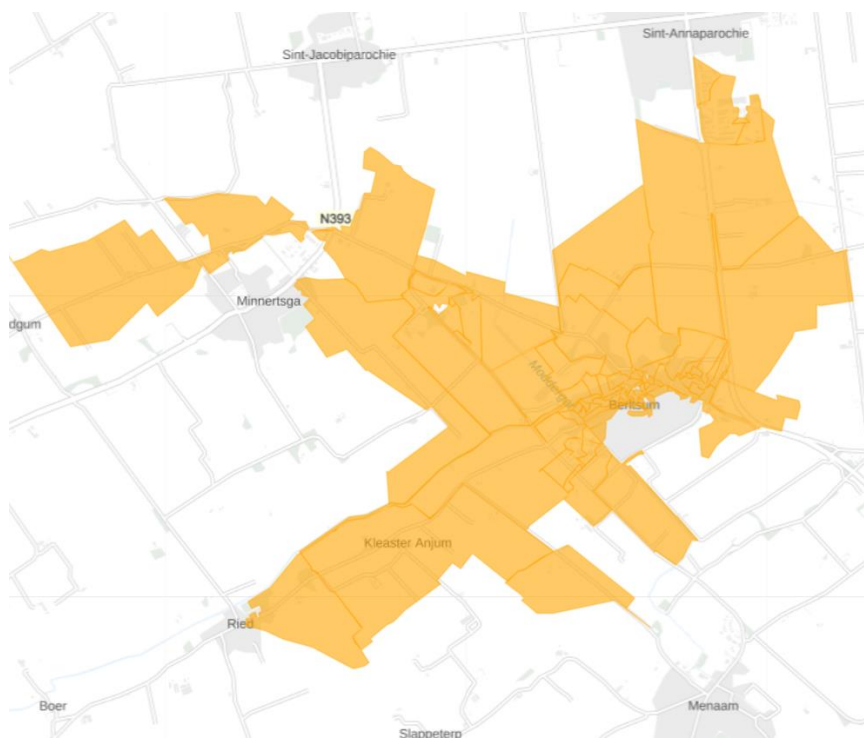 Sint-Annaparochie
Sint-Jacobiparochie
N393
Minnertsga
dgum
Berltsum
Kleaster Anjum
Ried
Boer
Menaam
Slappeterp